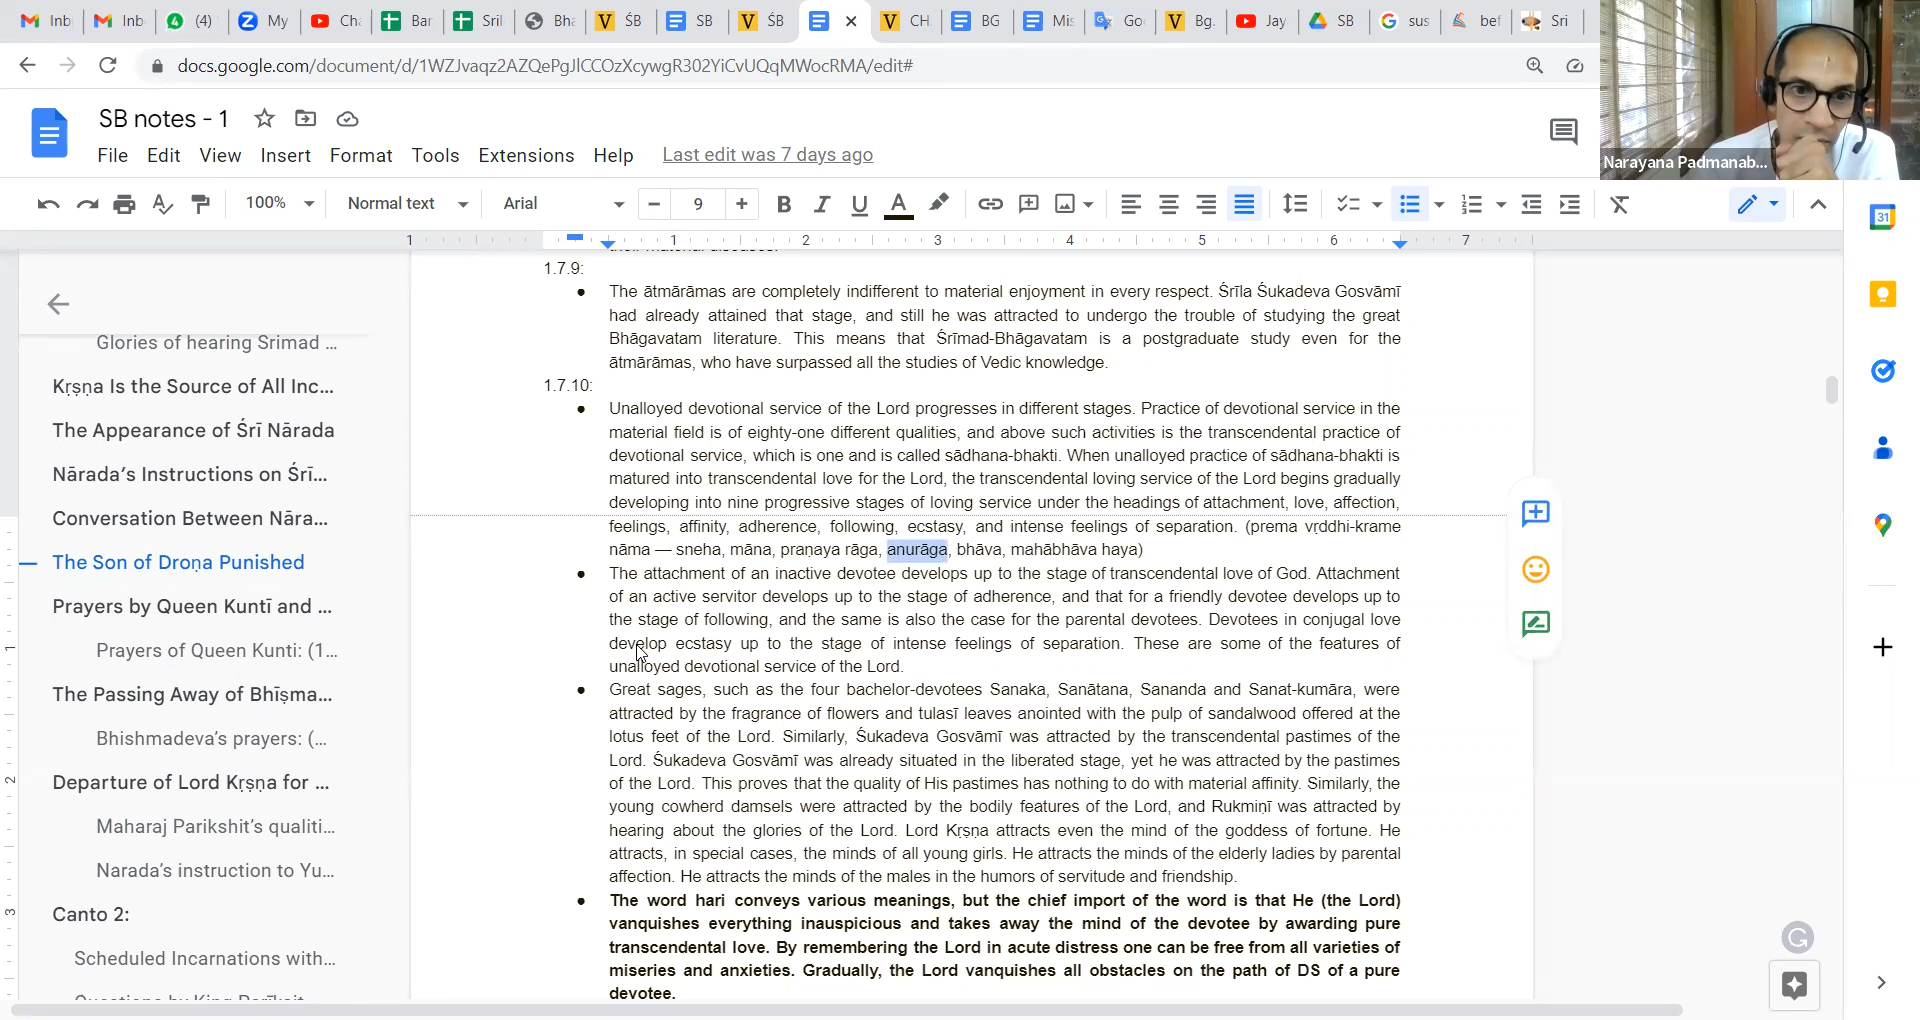 Inb
Inb
(4)
My
Cha
Bar
Sril
Bha
ŚB
SB
ŚB
CH
BG
Mis
Goo
Bg.
Jay
SB
sus
bef
Sri
docs.google.com/document/d/1WZJvaqz2AZQePgJlCCOzXcywgR302YiCvUQqMWocRMA/edit#
SB notes - 1
File Edit View Insert Format Tools Extensions Help Last edit was 7 days ago
100% Normal text Arial 9
Narayana Padmanab...
1 1 2 3 4 5 6 7
Glories of hearing Srimad ...
Kṛṣṇa Is the Source of All Inc...
The Appearance of Śrī Nārada
Nārada's Instructions on Śrī...
Conversation Between Nāra...
The Son of Droṇa Punished
Prayers by Queen Kuntī and ...
Prayers of Queen Kunti: (1...
The Passing Away of Bhīṣma...
Bhishmadeva's prayers: (...
Departure of Lord Kṛṣṇa for ...
Maharaj Parikshit's qualiti...
Narada's instruction to Yu...
Canto 2:
Scheduled Incarnations with...
1.7.9:
● The ātmārāmas are completely indifferent to material enjoyment in every respect. Śrīla Śukadeva Gosvāmī
had already attained that stage, and still he was attracted to undergo the trouble of studying the great
Bhāgavatam literature. This means that Śrīmad-Bhāgavatam is a postgraduate study even for the
ātmārāmas, who have surpassed all the studies of Vedic knowledge.
1.7.10:
● Unalloyed devotional service of the Lord progresses in different stages. Practice of devotional service in the
material field is of eighty-one different qualities, and above such activities is the transcendental practice of
devotional service, which is one and is called sādhana-bhakti. When unalloyed practice of sādhana-bhakti is
matured into transcendental love for the Lord, the transcendental loving service of the Lord begins gradually
developing into nine progressive stages of loving service under the headings of attachment, love, affection,
feelings, affinity, adherence, following, ecstasy, and intense feelings of separation. (prema vṛddhi-krame
nāma — sneha, māna, praṇaya rāga, anurāga, bhāva, mahābhāva haya)
● The attachment of an inactive devotee develops up to the stage of transcendental love of God. Attachment
of an active servitor develops up to the stage of adherence, and that for a friendly devotee develops up to
the stage of following, and the same is also the case for the parental devotees. Devotees in conjugal love
develop ecstasy up to the stage of intense feelings of separation. These are some of the features of
unalloyed devotional service of the Lord.
● Great sages, such as the four bachelor-devotees Sanaka, Sanātana, Sananda and Sanat-kumāra, were
attracted by the fragrance of flowers and tulasī leaves anointed with the pulp of sandalwood offered at the
lotus feet of the Lord. Similarly, Śukadeva Gosvāmī was attracted by the transcendental pastimes of the
Lord. Śukadeva Gosvāmī was already situated in the liberated stage, yet he was attracted by the pastimes
of the Lord. This proves that the quality of His pastimes has nothing to do with material affinity. Similarly, the
young cowherd damsels were attracted by the bodily features of the Lord, and Rukmiṇī was attracted by
hearing about the glories of the Lord. Lord Kṛṣṇa attracts even the mind of the goddess of fortune. He
attracts, in special cases, the minds of all young girls. He attracts the minds of the elderly ladies by parental
affection. He attracts the minds of the males in the humors of servitude and friendship.
● The word hari conveys various meanings, but the chief import of the word is that He (the Lord)
vanquishes everything inauspicious and takes away the mind of the devotee by awarding pure
transcendental love. By remembering the Lord in acute distress one can be free from all varieties of
miseries and anxieties. Gradually, the Lord vanquishes all obstacles on the path of DS of a pure
devotee.